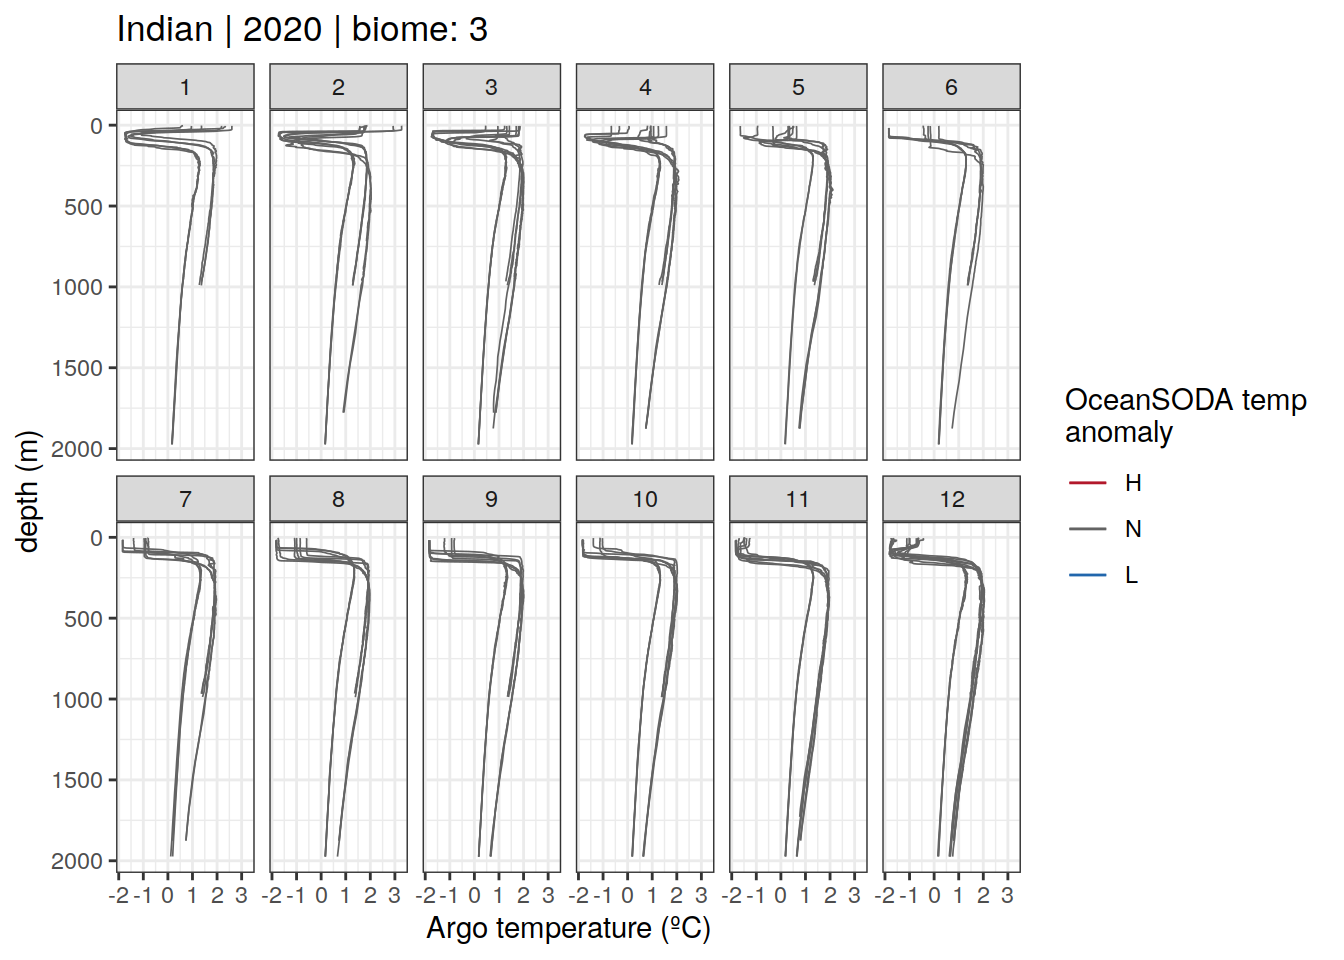 Indian | 2020 | biome: 3
1 2 3 4 5 6
0
500
1000
1500
2000
7 8 9 10 11 12
0
500
1000
1500
2000
-2 -1 0 1 2 3 -2 -1 0 1 2 3 -2 -1 0 1 2 3 -2 -1 0 1 2 3 -2 -1 0 1 2 3 -2 -1 0 1 2 3
Argo temperature (ºC)
depth (m)
OceanSODA temp
anomaly
H
N
L